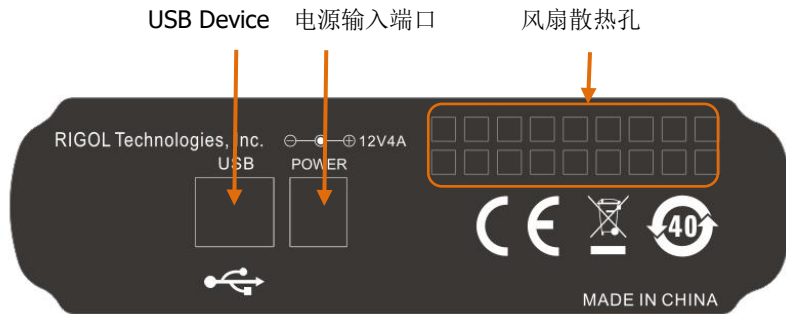 USB Device 电源输入端口 风扇散热孔
RIGOL Technologies, Inc. 12V4A
USB POWER
CE 40
MADE IN CHINA